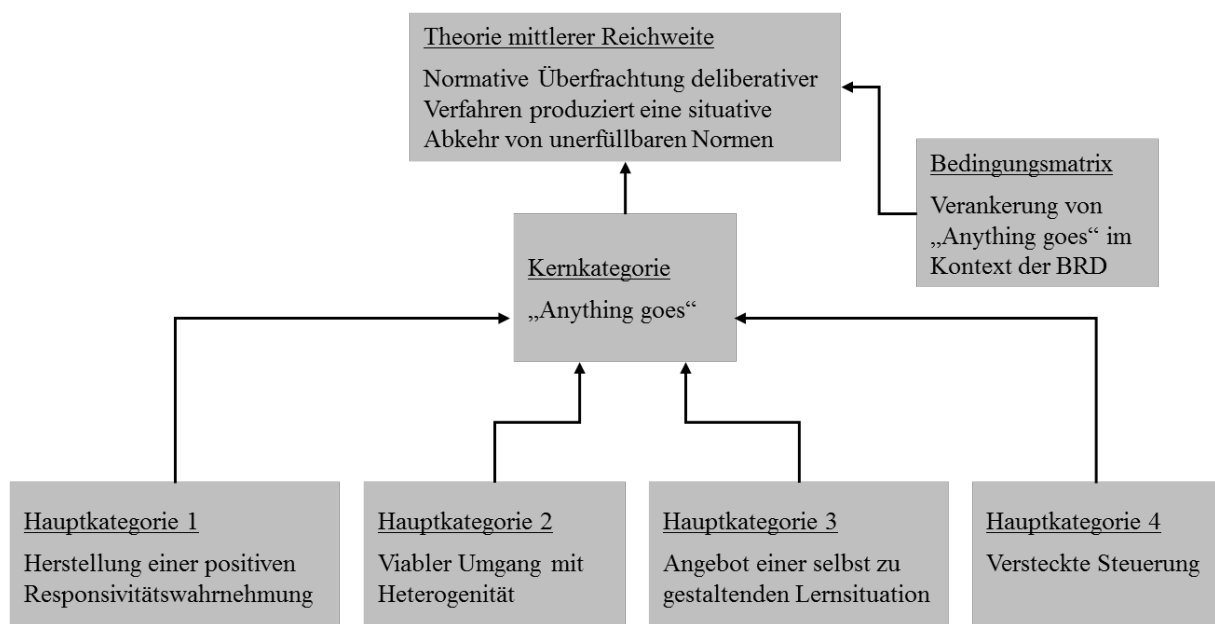 Theorie mittlerer Reichweite
Normative Überfrachtung deliberativer
Verfahren produziert eine situative
Abkehr von unerfüllbaren Normen
Bedingungsmatrix
Verankerung von
„Anything goes“ im
Kontext der BRD
Kernkategorie
„Anything goes“
Hauptkategorie 1
Herstellung einer positiven
Responsivitätswahrnehmung
Hauptkategorie 2
Viabler Umgang mit
Heterogenität
Hauptkategorie 3
Angebot einer selbst zu
gestaltenden Lernsituation
Hauptkategorie 4
Versteckte Steuerung